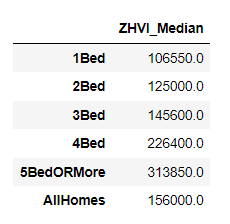 ZHVI_Median
1Bed 106550.0
2Bed 125000.0
3Bed 145600.0
4Bed 226400.0
5BedORMore 313850.0
AllHomes 156000.0